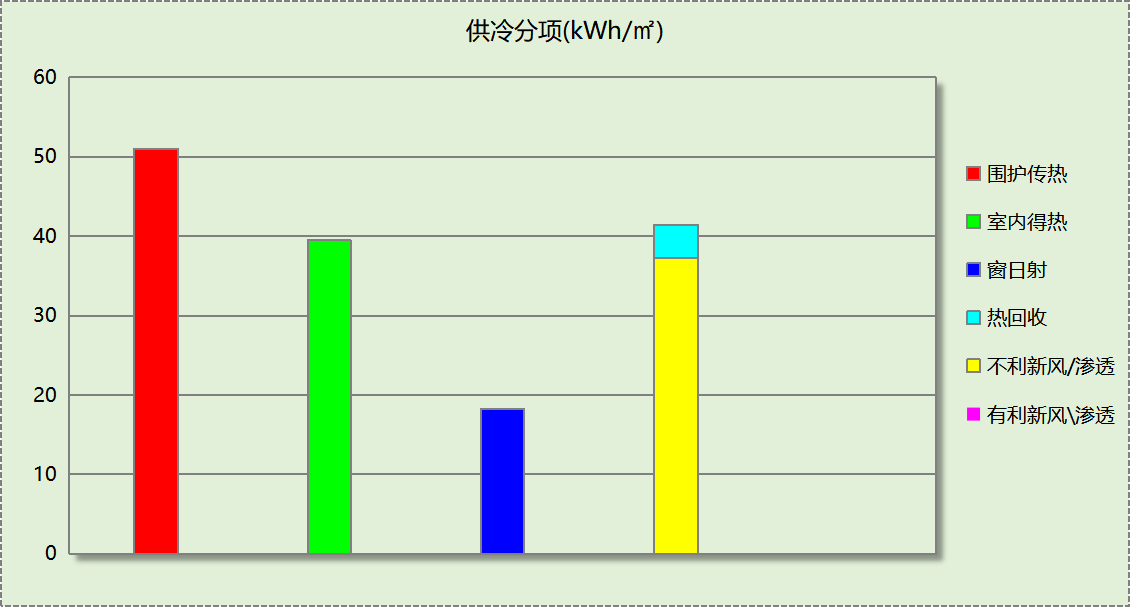 供冷分项(kWh/㎡)
60
50
40
30
20
10
0
围护传热
室内得热
窗日射
热回收
不利新风/渗透
有利新风\渗透